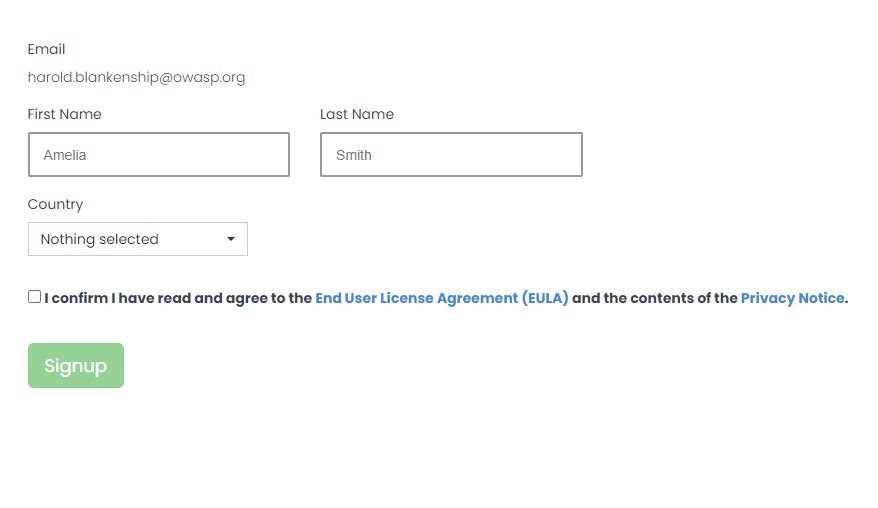 Email
harold.blankenship@owasp.org
First Name Last Name
Amelia Smith
Country
Nothing selected
I confirm I have read and agree to the End User License Agreement (EULA) and the contents of the Privacy Notice.
Signup